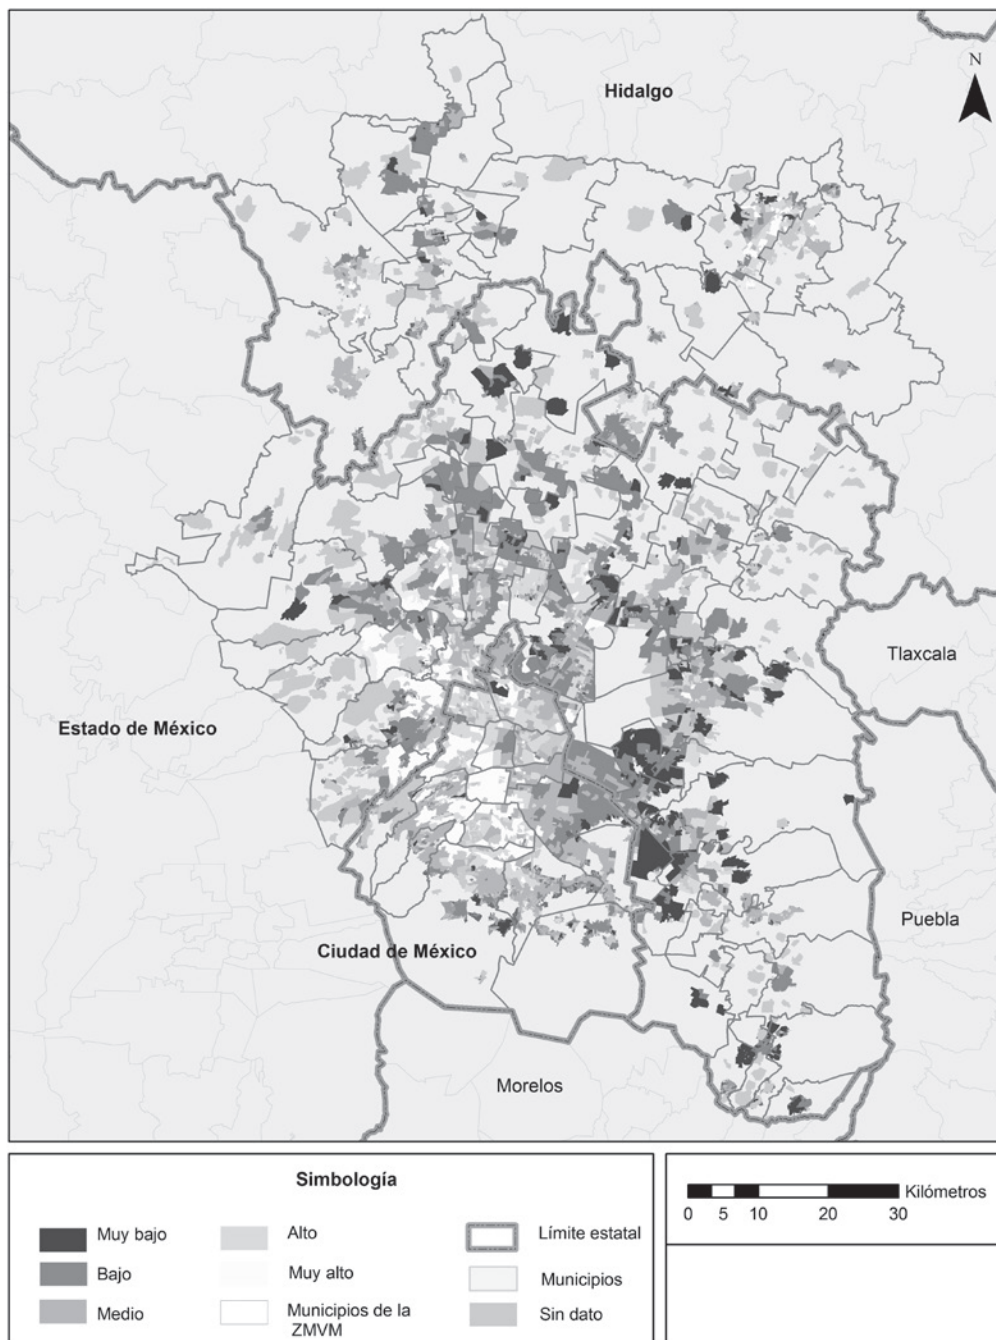 N
Hidalgo
Tlaxcala
Estado de México
Puebla
Ciudad de México
Morelos
Simbología
Muy bajo
Alto
Límite estatal
Bajo
Muy alto
Municipios
Medio
Municipios de la
ZMVM
Sin dato
Kilómetros
0 5 10 20 30